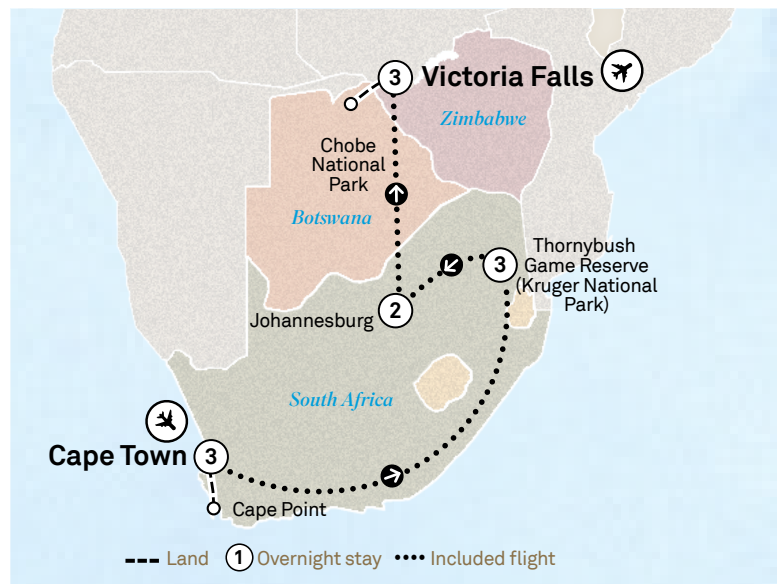 3
Victoria Falls
Zimbabwe
Chobe
National
Park
Botswana
Thornybush
Game Reserve
(Kruger National
Park)
3
Johannesburg
2
South Africa
Cape Town
3
Cape Point
Land
1 Overnight stay
Included flight